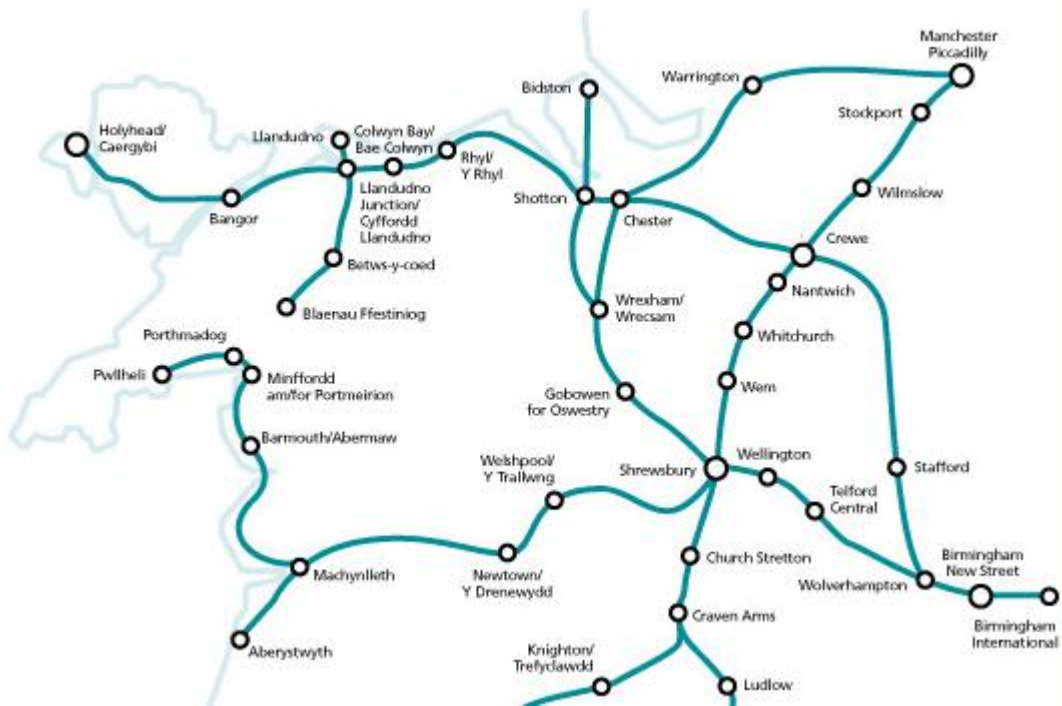 Manchester
Piccadilly
Warrington
Bidston
Stockport
Holyhead/
Caergybi
Llandudno
Colwyn Bay/
Bae Colwyn
Rhyl/
Y Rhyl
Wilmslow
Shotton
Chester
Bangor
Llandudno
Junction/
Cyffordd
Llandudno
Crewe
Betws-y-coed
Nantwich
Blaenau Ffestiniog
Wrexham/
Wrecsam
Whitchurch
Porthmadog
Pwllheli
Minffordd
am/for Portmeirion
Wem
Gobowen
for Oswestry
Barmouth/Abermaw
Welshpool/
Y Trallwng
Shrewsbury
Wellington
Stafford
Telford
Central
Machynlleth
Newtown/
Y Drenewydd
Church Stretton
Wolverhampton
Birmingham
New Street
Birmingham
International
Craven Arms
Aberystwyth
Knighton/
Trefyclawdd
Ludlow